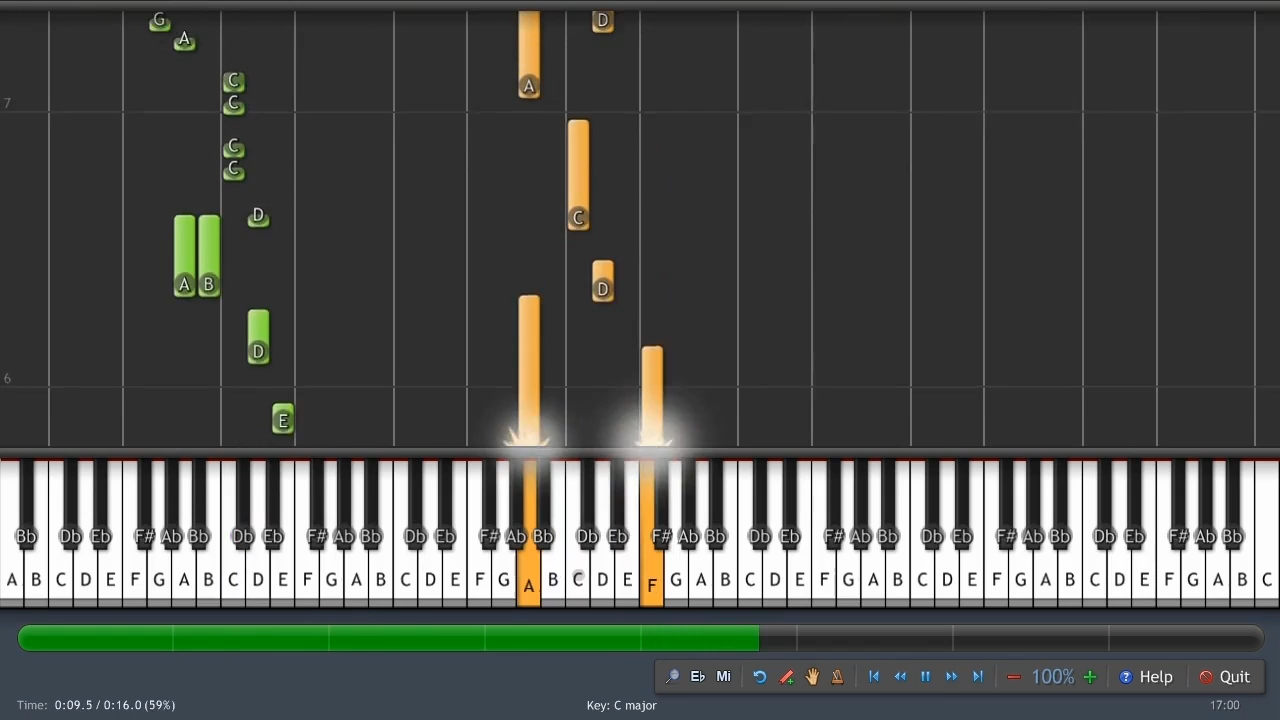 G
A
D
C
A
C
7
C
C
D
C
A B
D
D
6
E
Bb Db Eb F# Ab Bb Db Eb F# Ab Bb Db Eb F# Ab Bb Db Eb F# Ab Bb Db Eb F# Ab Bb Db Eb F# Ab Bb Db Eb F# Ab Bb
A B C D E F G A B C D E F G A B C D E F G A B C D E F G A B C D E F G A B C D E F G A B C D E F G A B C
Eb Mi 100% Help Quit
Time: 0:09.5 / 0:16.0 (59%) Key: C major 17:00